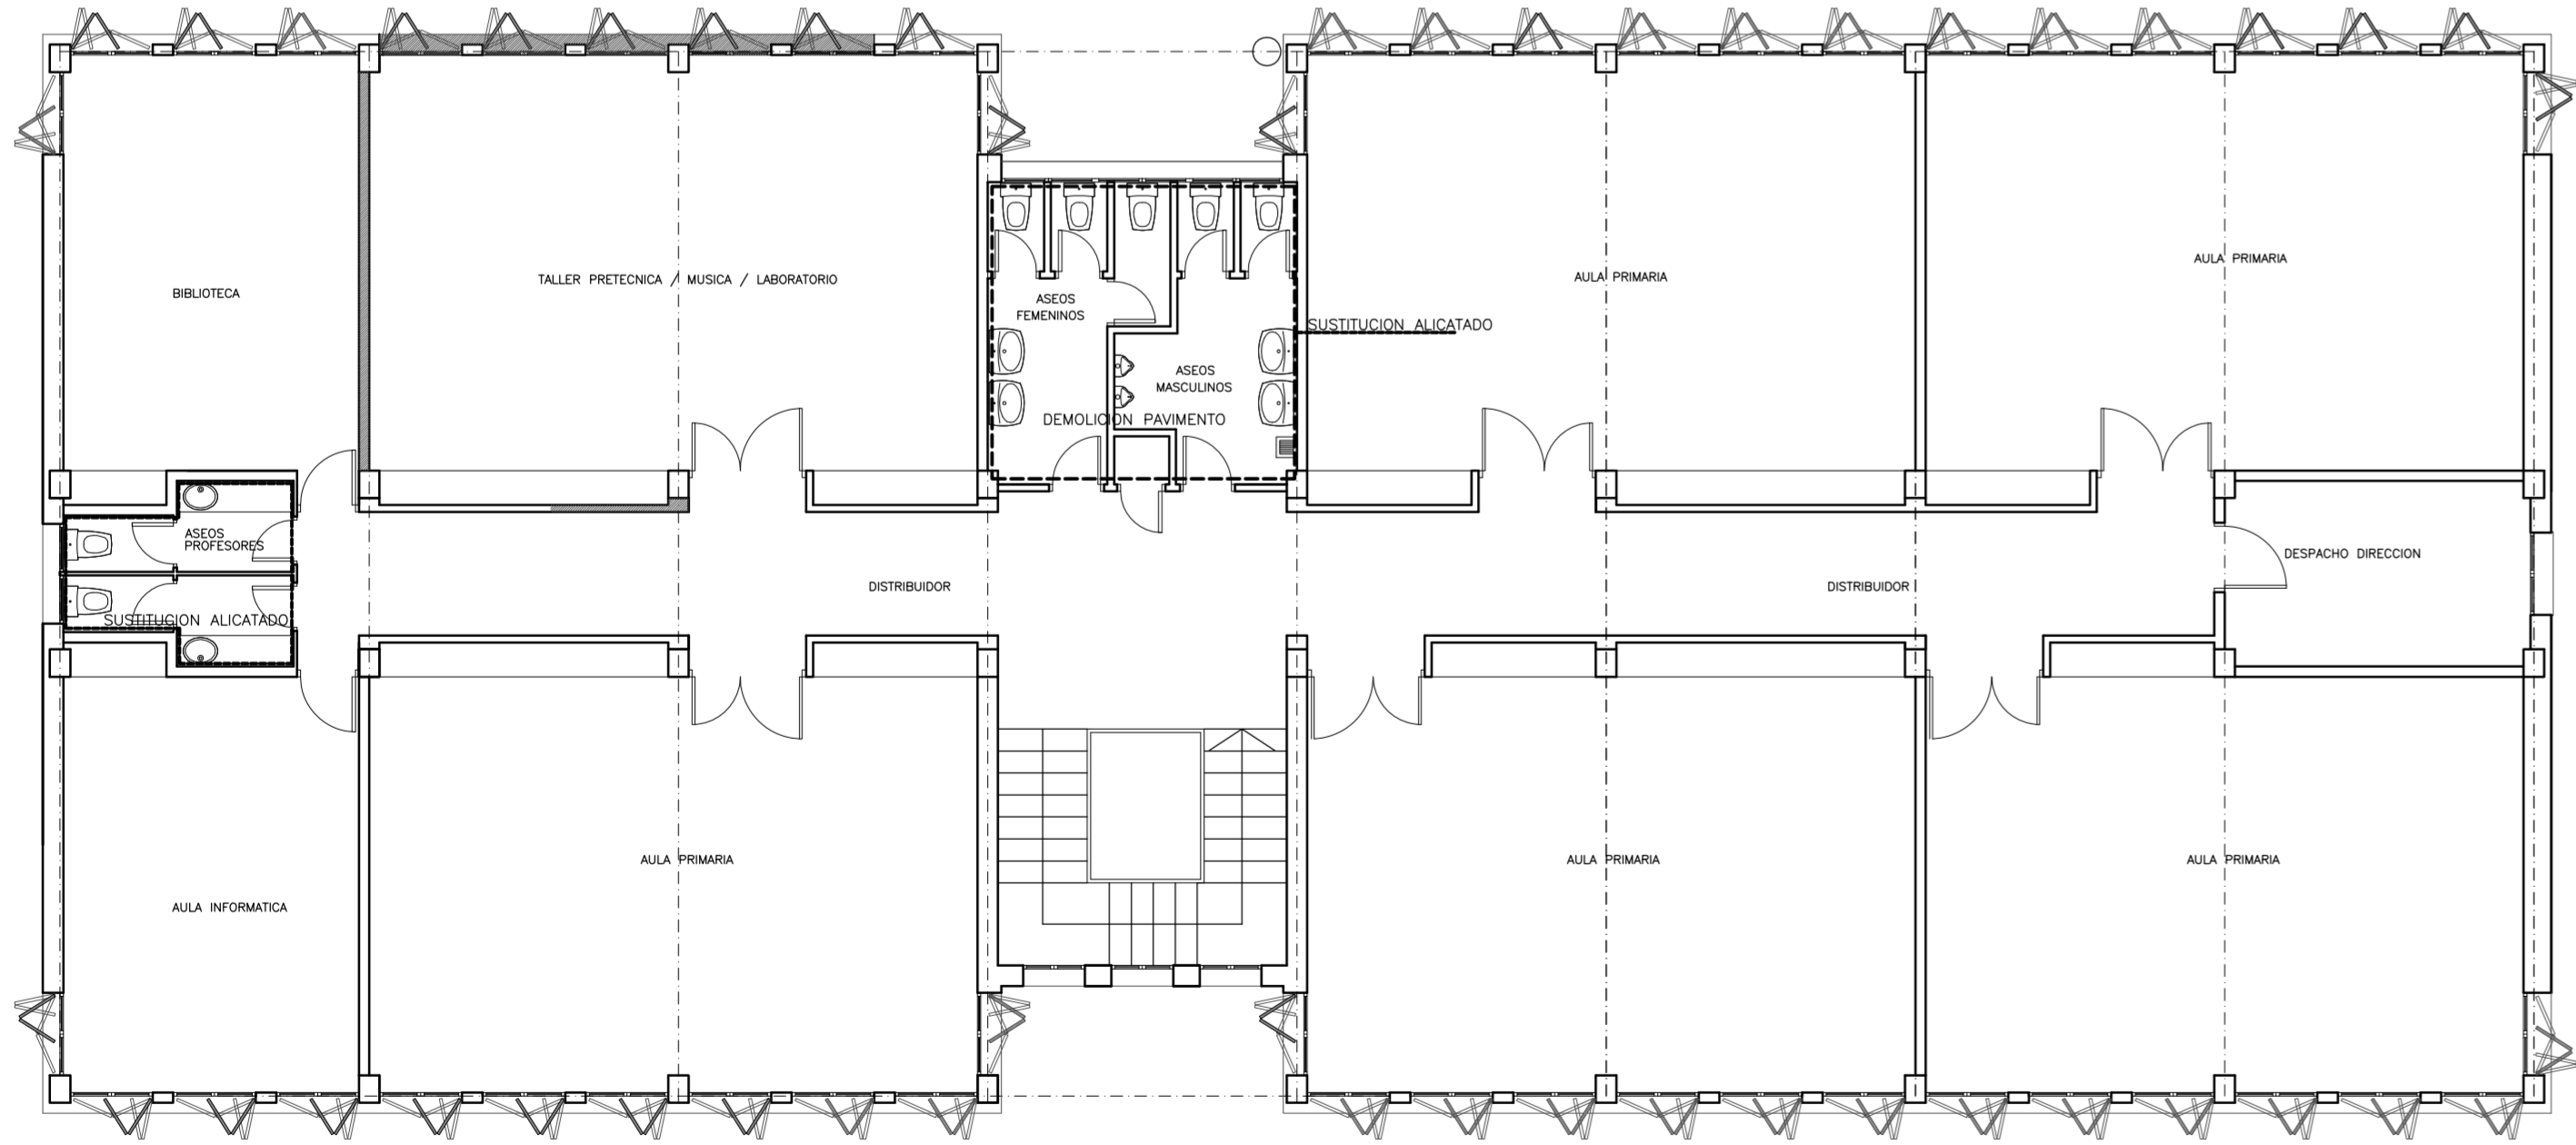 AULA PRIMARIA
AULA PRIMARIA
TALLER PRETECNICA / MUSICA / LABORATORIO
BIBLIOTECA
ASEOS
FEMENINOS
SUSTITUCION ALICATADO
ASEOS
MASCULINOS
DEMOLICION PAVIMENTO
ASEOS
PROFESORES
DESPACHO DIRECCION
DISTRIBUIDOR
DISTRIBUIDOR
SUSTITUCION ALICATADO
AULA PRIMARIA
AULA PRIMARIA
AULA PRIMARIA
AULA INFORMATICA